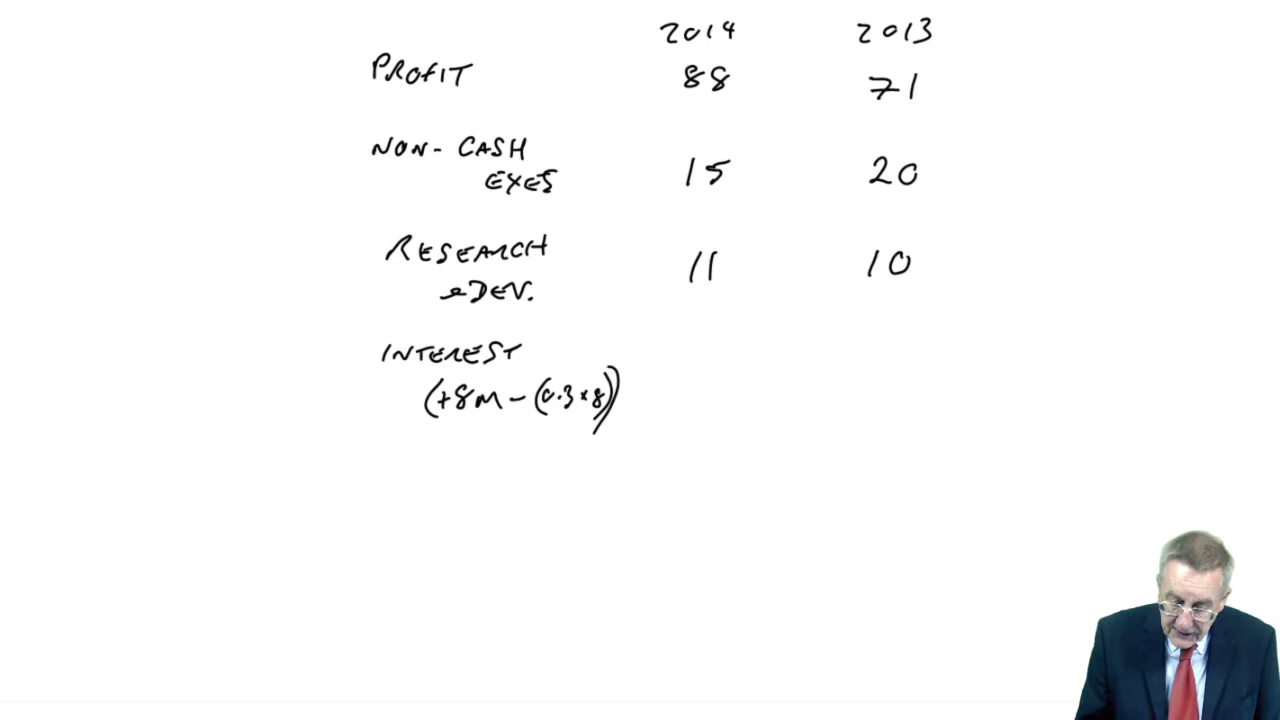 2014 2013
PROFIT 88 71
NON-CASH
EXES 15 20
RESEARCH
& DEV. 11 10
INTEREST
(+8M - (0.3 × 8))